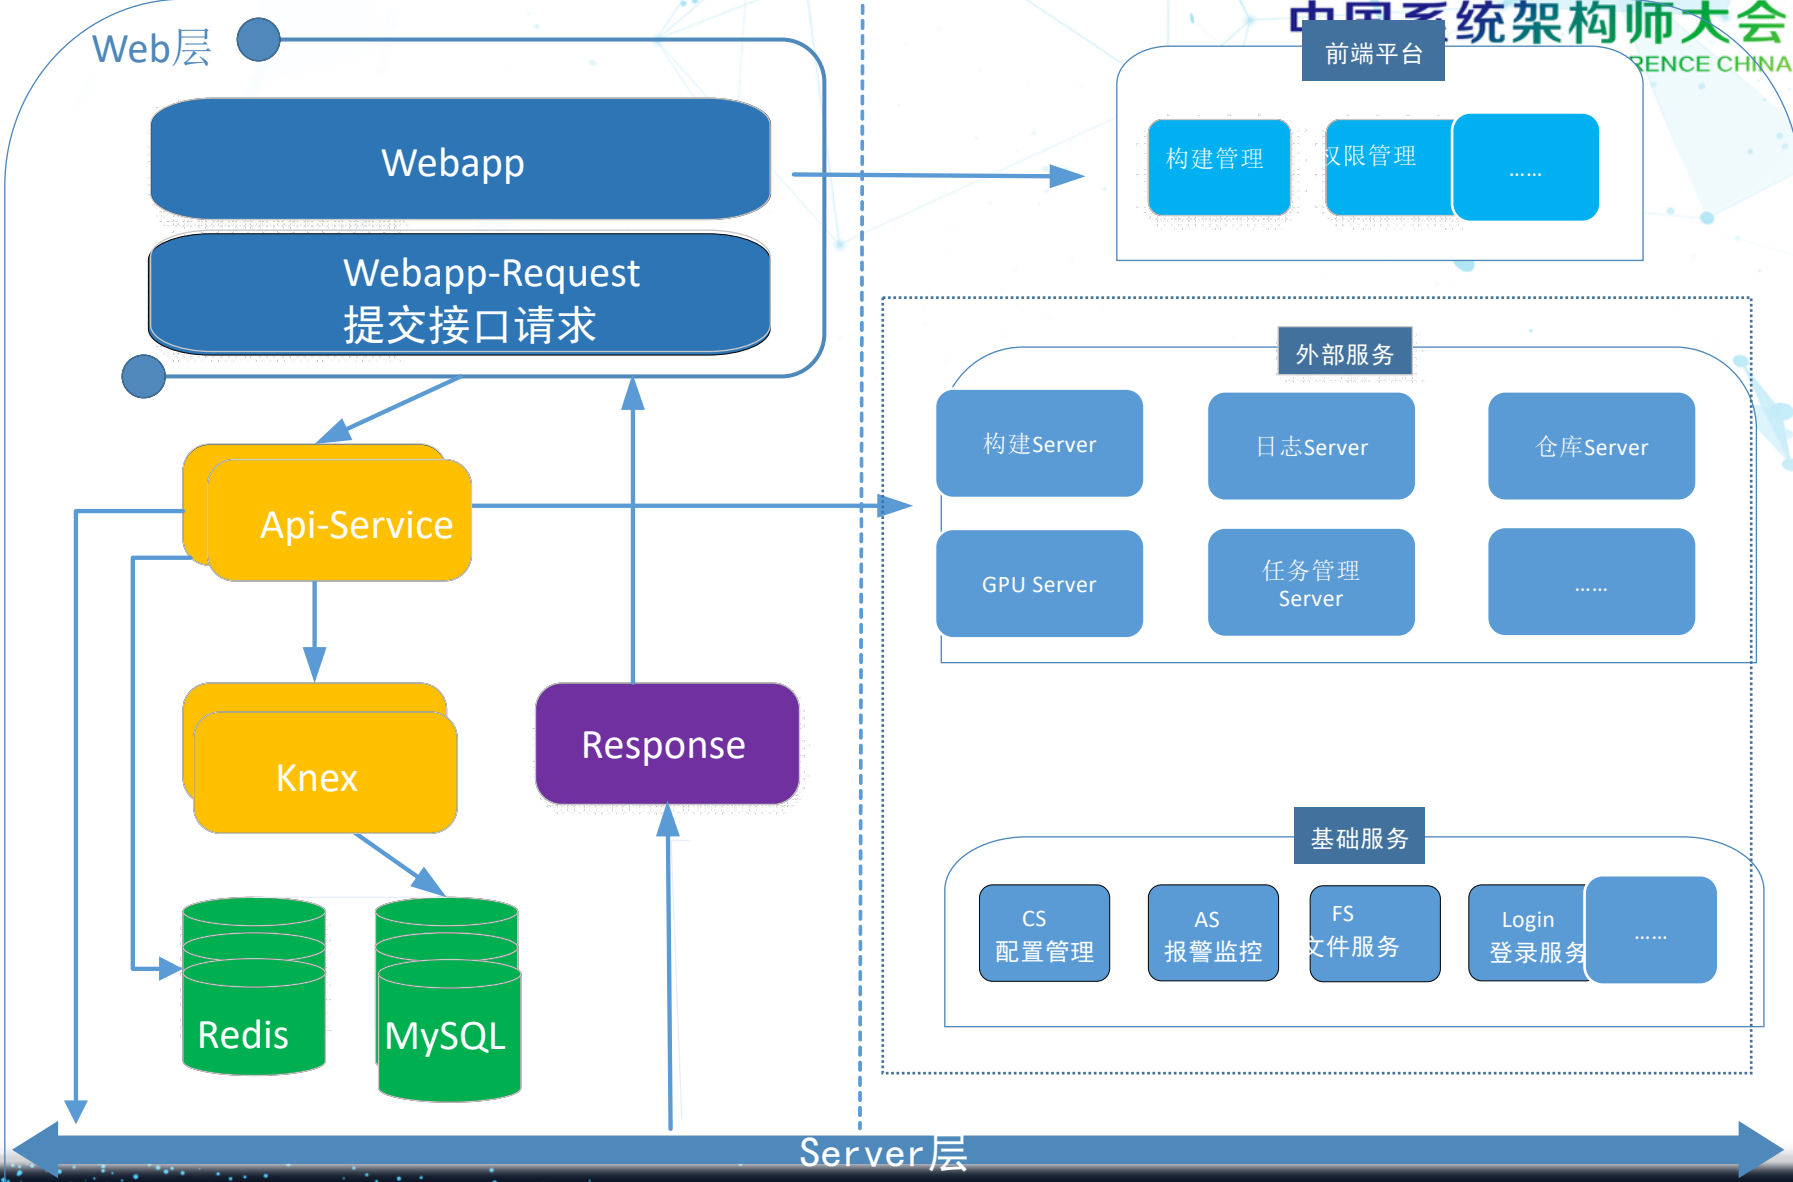 中国系统架构师大会
RENCE CHINA
Web层
前端平台
Webapp
构建管理
权限管理
……
Webapp-Request
提交接口请求
外部服务
构建Server
日志Server
仓库Server
Api-Service
GPU Server
任务管理
Server
……
Response
Knex
基础服务
CS
配置管理
AS
报警监控
FS
文件服务
Login
登录服务
……
Redis
MySQL
Server层